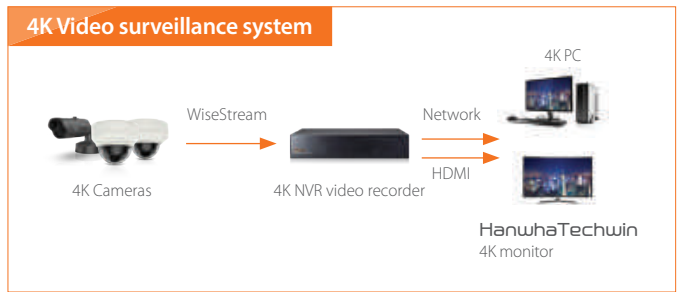 4K Video surveillance system
4K PC
WiseStream
Network
HDMI
4K Cameras
4K NVR video recorder
HanwhaTechwin
4K monitor